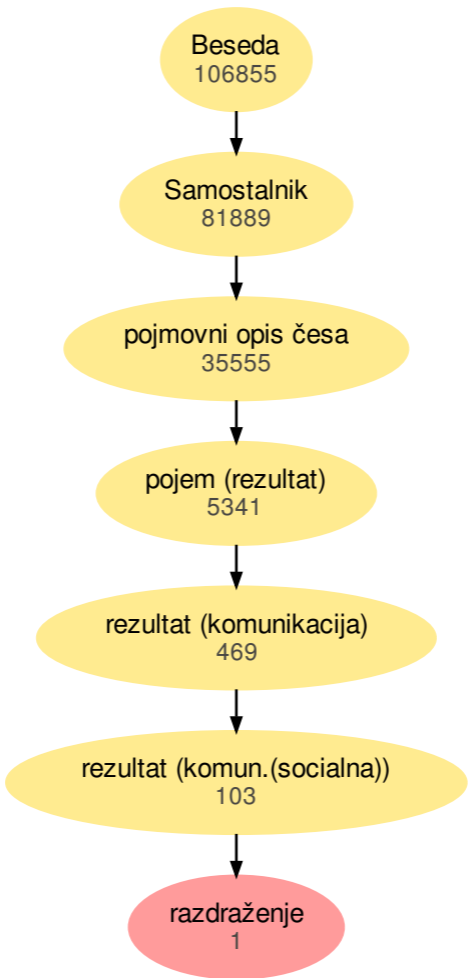 Beseda
106855
Samostalnik
81889
pojmovni opis česa
35555
pojem (rezultat)
5341
rezultat (komunikacija)
469
rezultat (komun.(socialna))
103
razdraženje
1